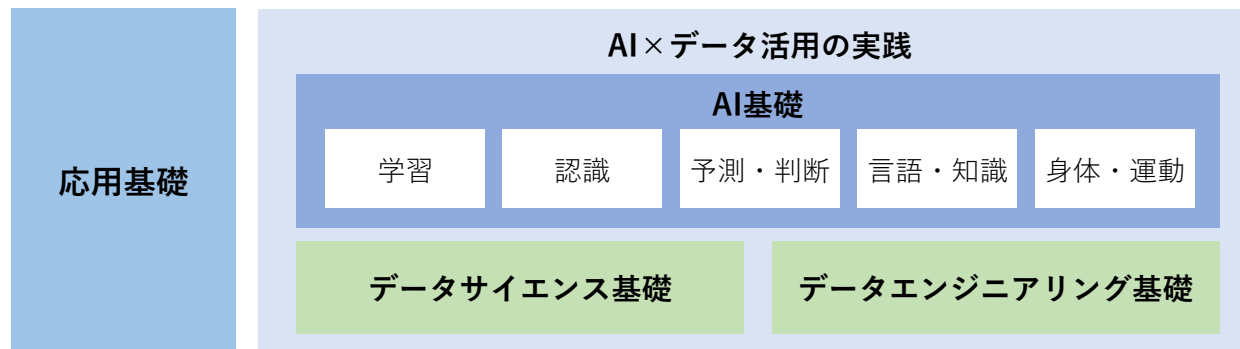 応用基礎
AI×データ活用の実践
AI基礎
学習
認識
予測・判断
言語・知識
身体・運動
データサイエンス基礎
データエンジニアリング基礎